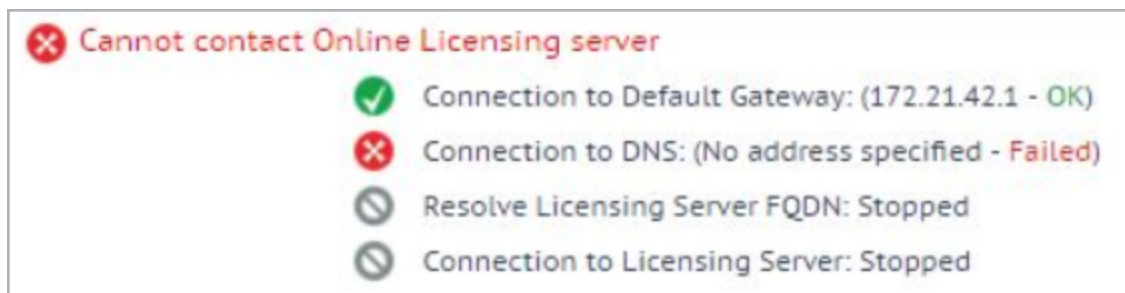 Cannot contact Online Licensing server
Connection to Default Gateway: (172.21.42.1 - OK)
Connection to DNS: (No address specified - Failed)
Resolve Licensing Server FQDN: Stopped
Connection to Licensing Server: Stopped